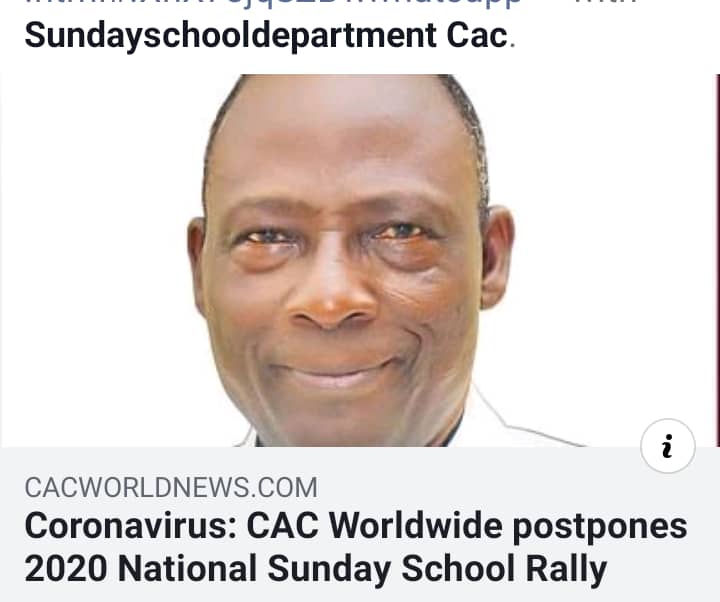 Sundayschooldepartment Cac.
i
CACWORLDNEWS.COM
Coronavirus: CAC Worldwide postpones
2020 National Sunday School Rally